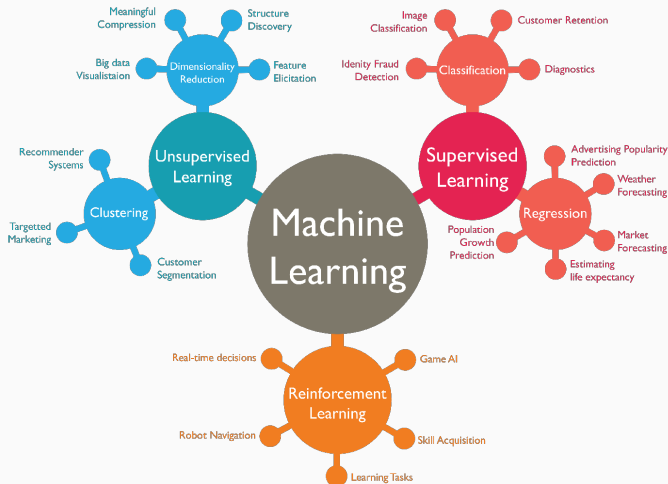 Meaningful
Compression
Structure
Discovery
Big data
Visualistaion
Dimensionality
Reduction
Feature
Elicitation
Unsupervised
Learning
Recommender
Systems
Clustering
Targetted
Marketing
Customer
Segmentation
Machine
Learning
Image
Classification
Customer Retention
Idenity Fraud
Detection
Classification
Diagnostics
Supervised
Learning
Advertising Popularity
Prediction
Weather
Forecasting
Regression
Population
Growth
Prediction
Market
Forecasting
Estimating
life expectancy
Real-time decisions
Game AI
Reinforcement
Learning
Robot Navigation
Skill Acquisition
Learning Tasks